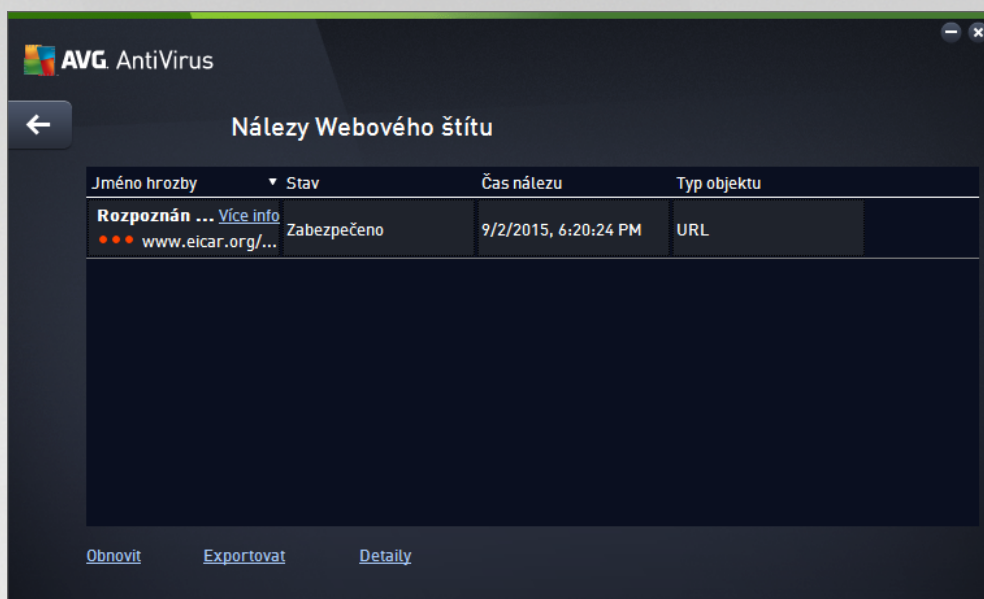 AVG. AntiVirus
Nálezy Webového štítu
Jméno hrozby Stav Čas nálezu Typ objektu
Rozpoznán ... Více info
www.eicar.org/... Zabezpečeno 9/2/2015, 6:20:24 PM URL
Obnovit Exportovat Detaily